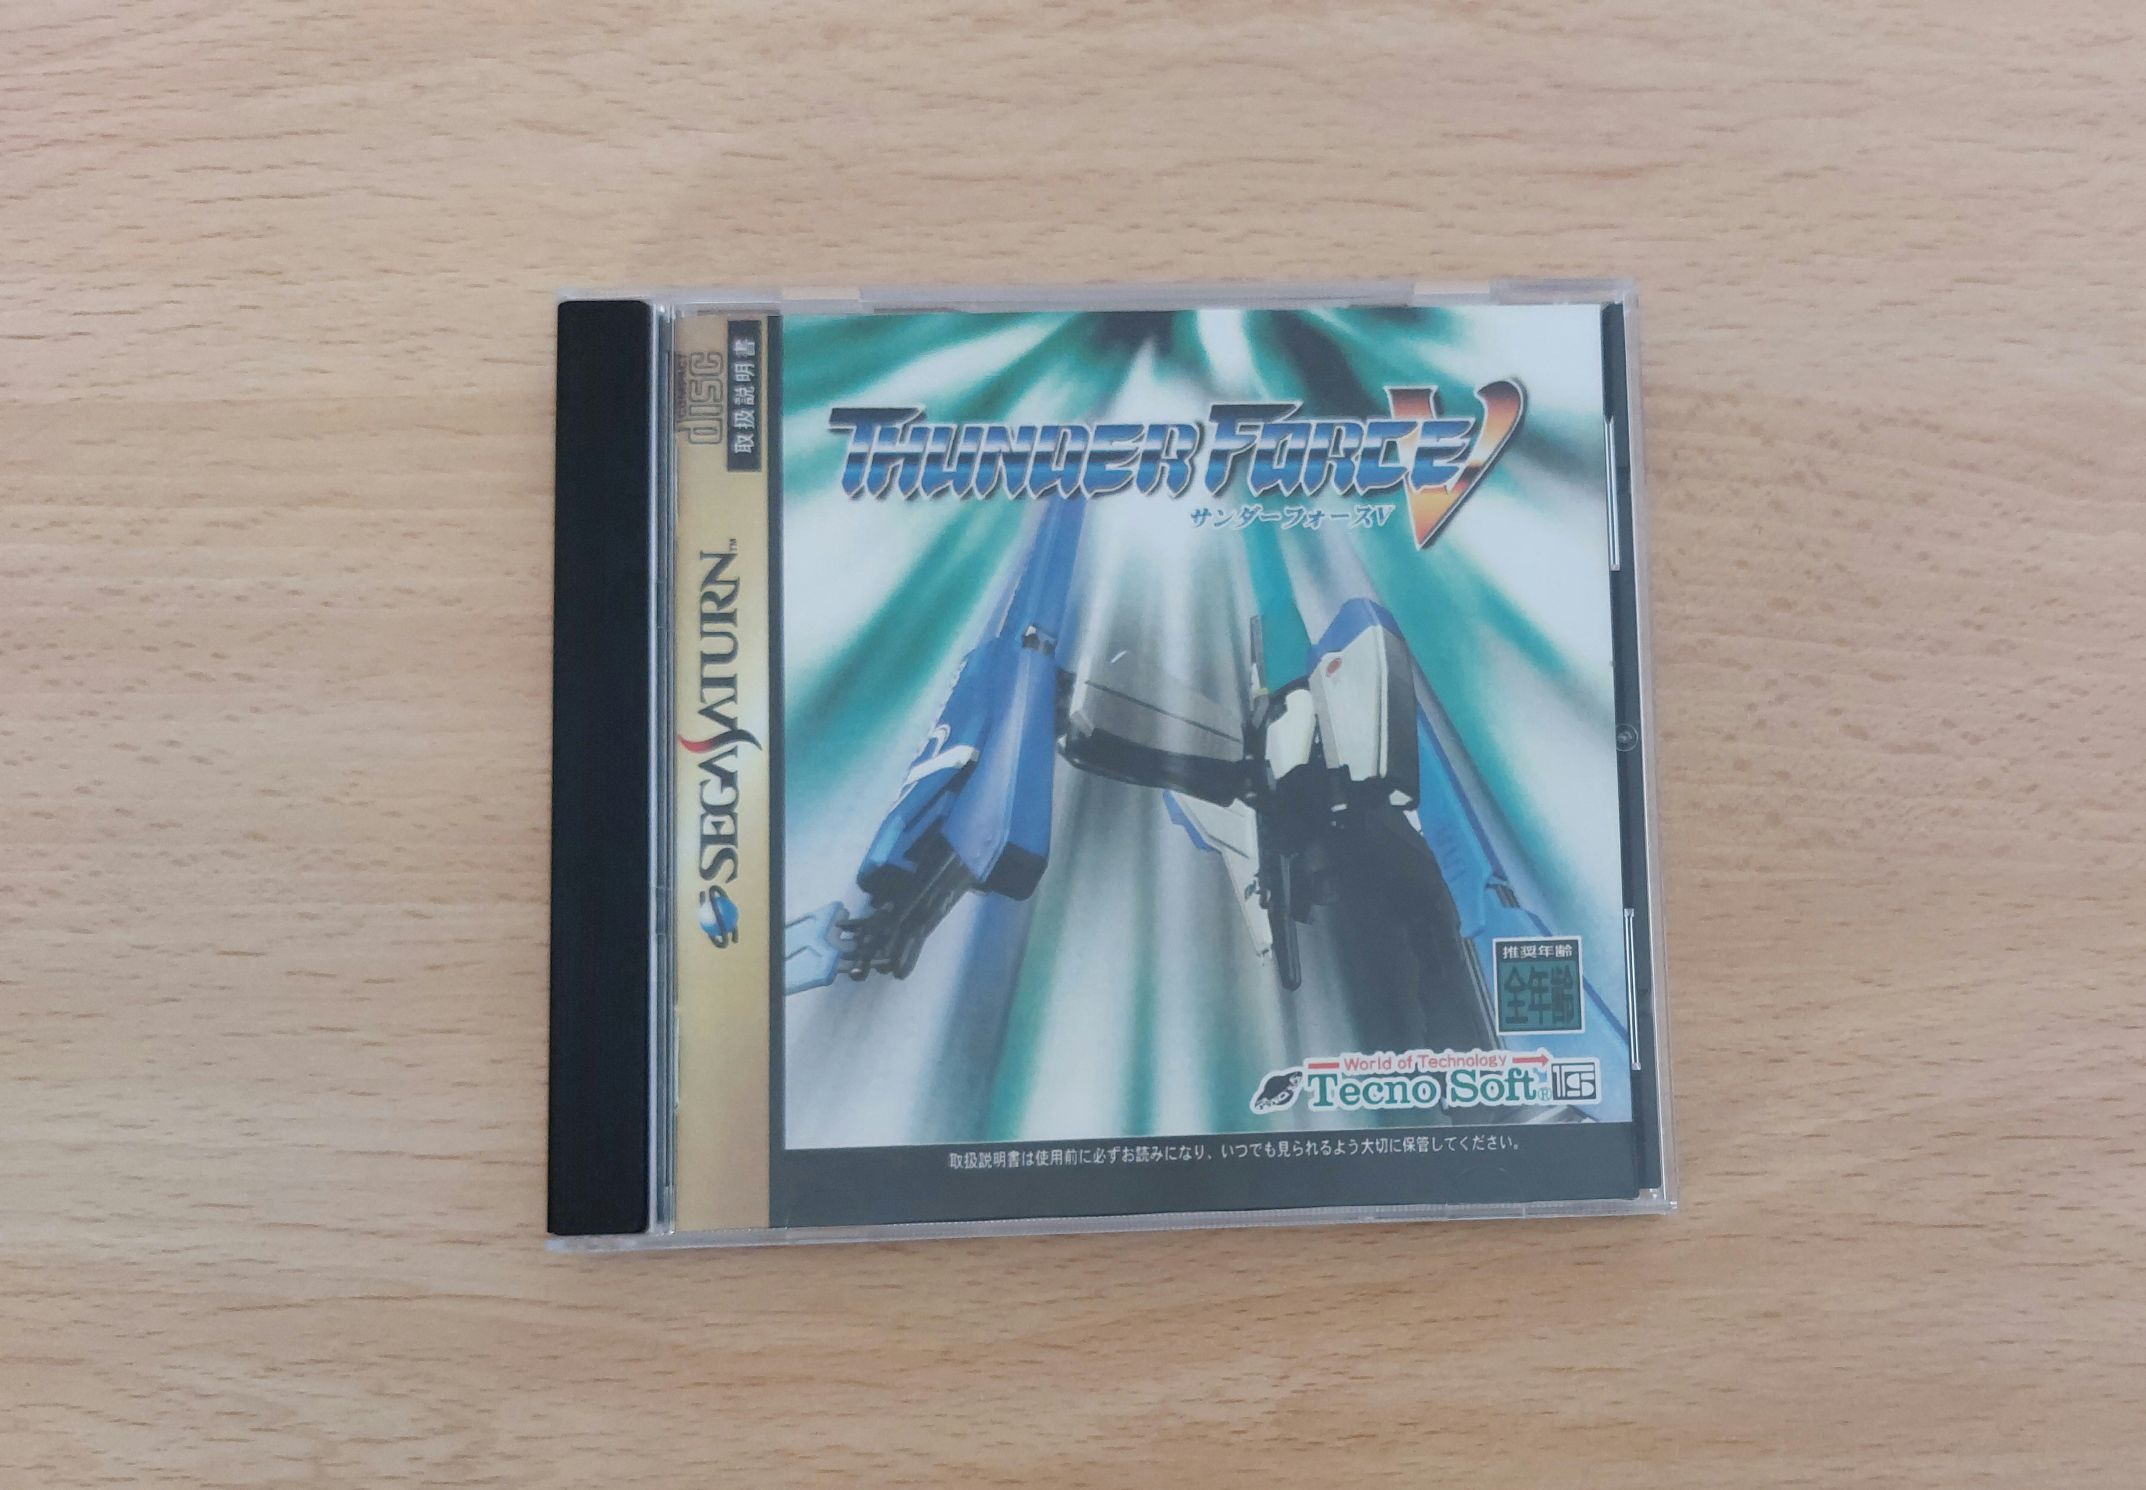 COMPACT
disc
取扱説明書
SEGA SATURN™
THUNDER FORCE V
サンダーフォースV
推奨年齢
全年齢
World of Technology
Tecno Soft®
取扱説明書は使用前に必ずお読みになり、いつでも見られるよう大切に保管してください。